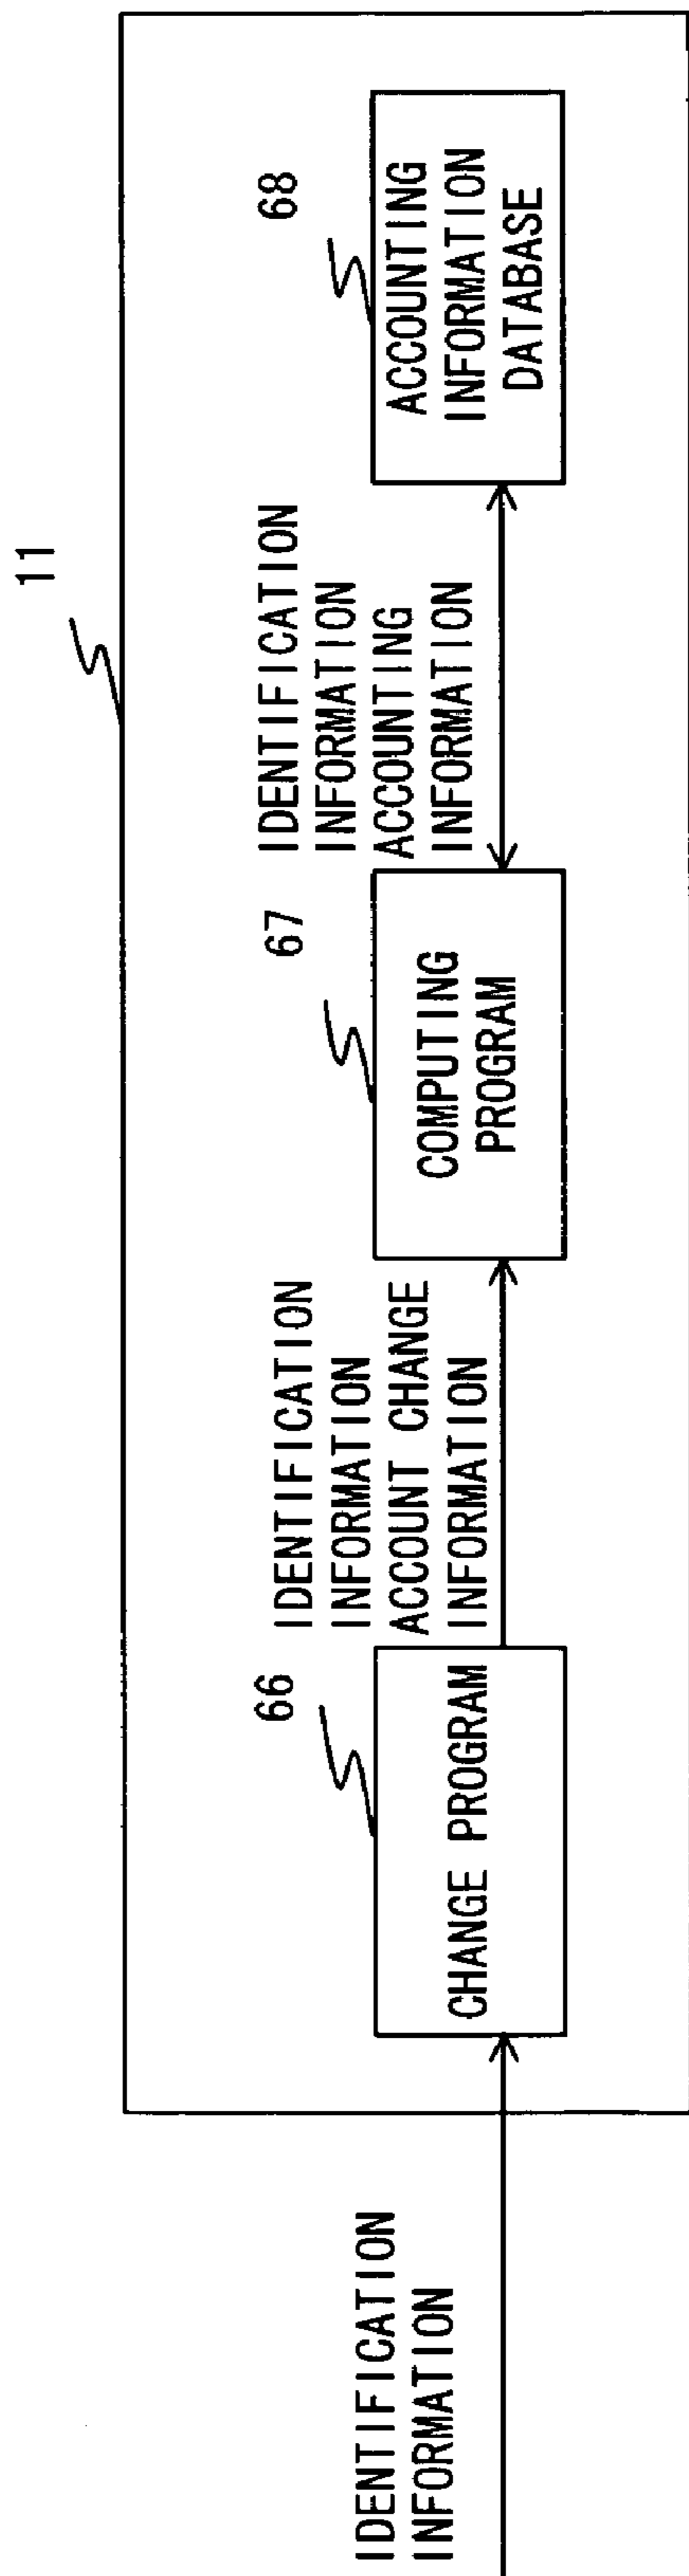 11
IDENTIFICATION
INFORMATION
66
CHANGE PROGRAM
IDENTIFICATION
INFORMATION
ACCOUNT CHANGE
INFORMATION
67
COMPUTING
PROGRAM
IDENTIFICATION
INFORMATION
ACCOUNTING
INFORMATION
68
ACCOUNTING
INFORMATION
DATABASE